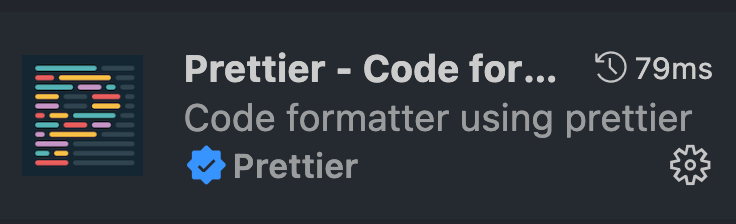 Prettier - Code for... 79ms
Code formatter using prettier
Prettier